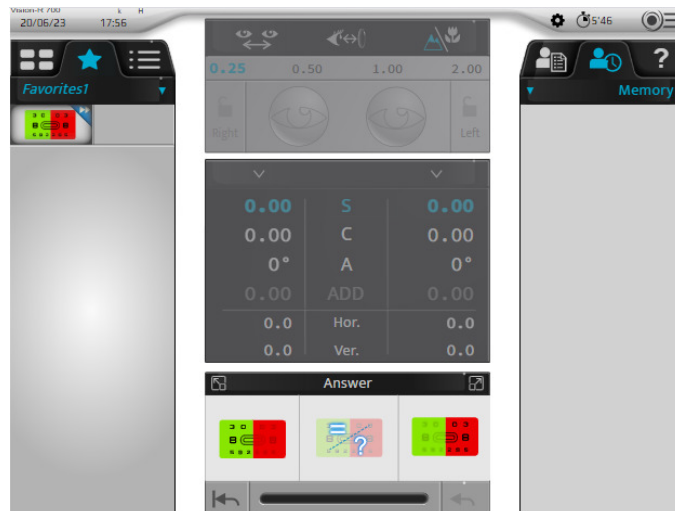 Vision-R 700
k H
20/06/23 17:56
5'46
0.25 0.50 1.00 2.00
Right Left
Favorites1
Memory
?
0.00 S 0.00
0.00 C 0.00
0° A 0°
0.00 ADD 0.00
0.0 Hor. 0.0
0.0 Ver. 0.0
Answer
?